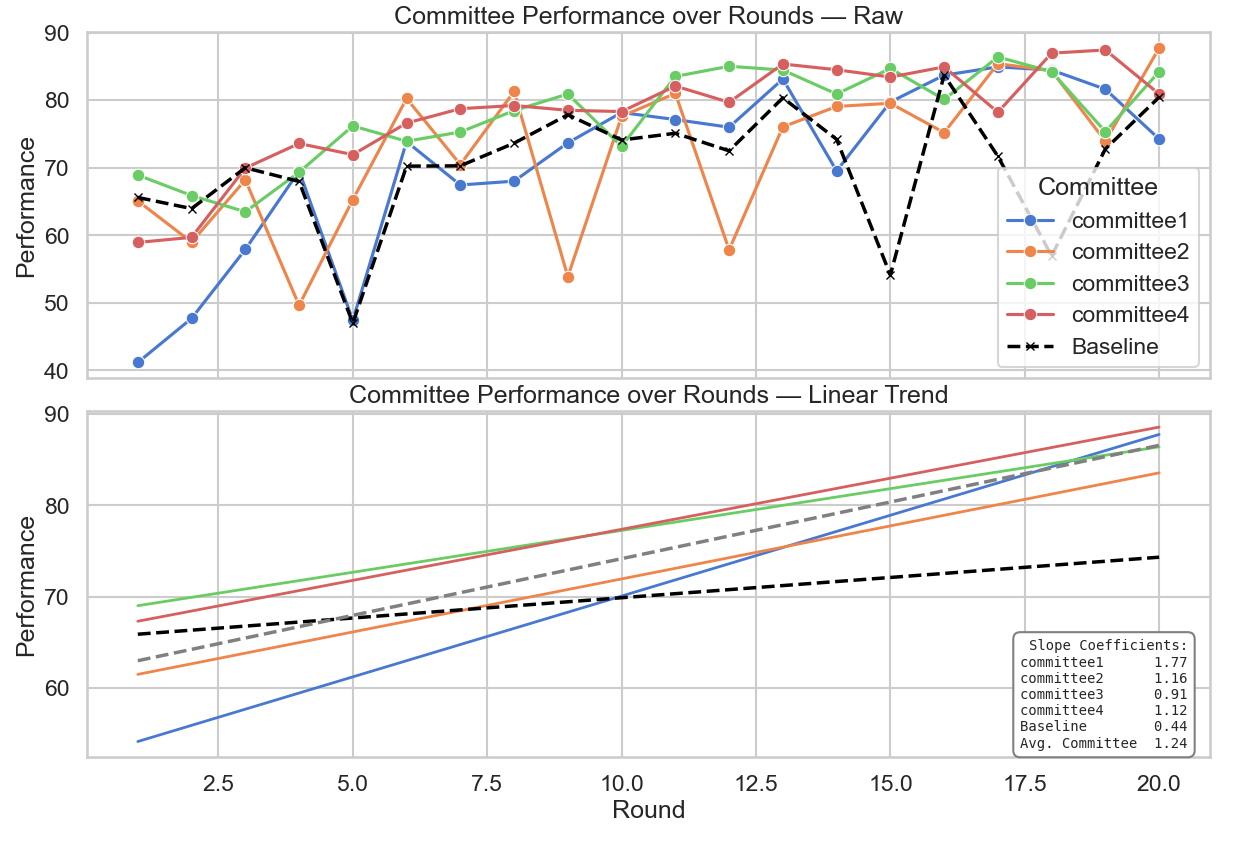 Committee Performance over Rounds — Raw
90
80
70
60
50
40
Performance
Committee
committee1
committee2
committee3
committee4
Baseline
Committee Performance over Rounds — Linear Trend
90
80
70
60
Performance
Slope Coefficients:
committee1 1.77
committee2 1.16
committee3 0.91
committee4 1.12
Baseline 0.44
Avg. Committee 1.24
2.5 5.0 7.5 10.0 12.5 15.0 17.5 20.0
Round